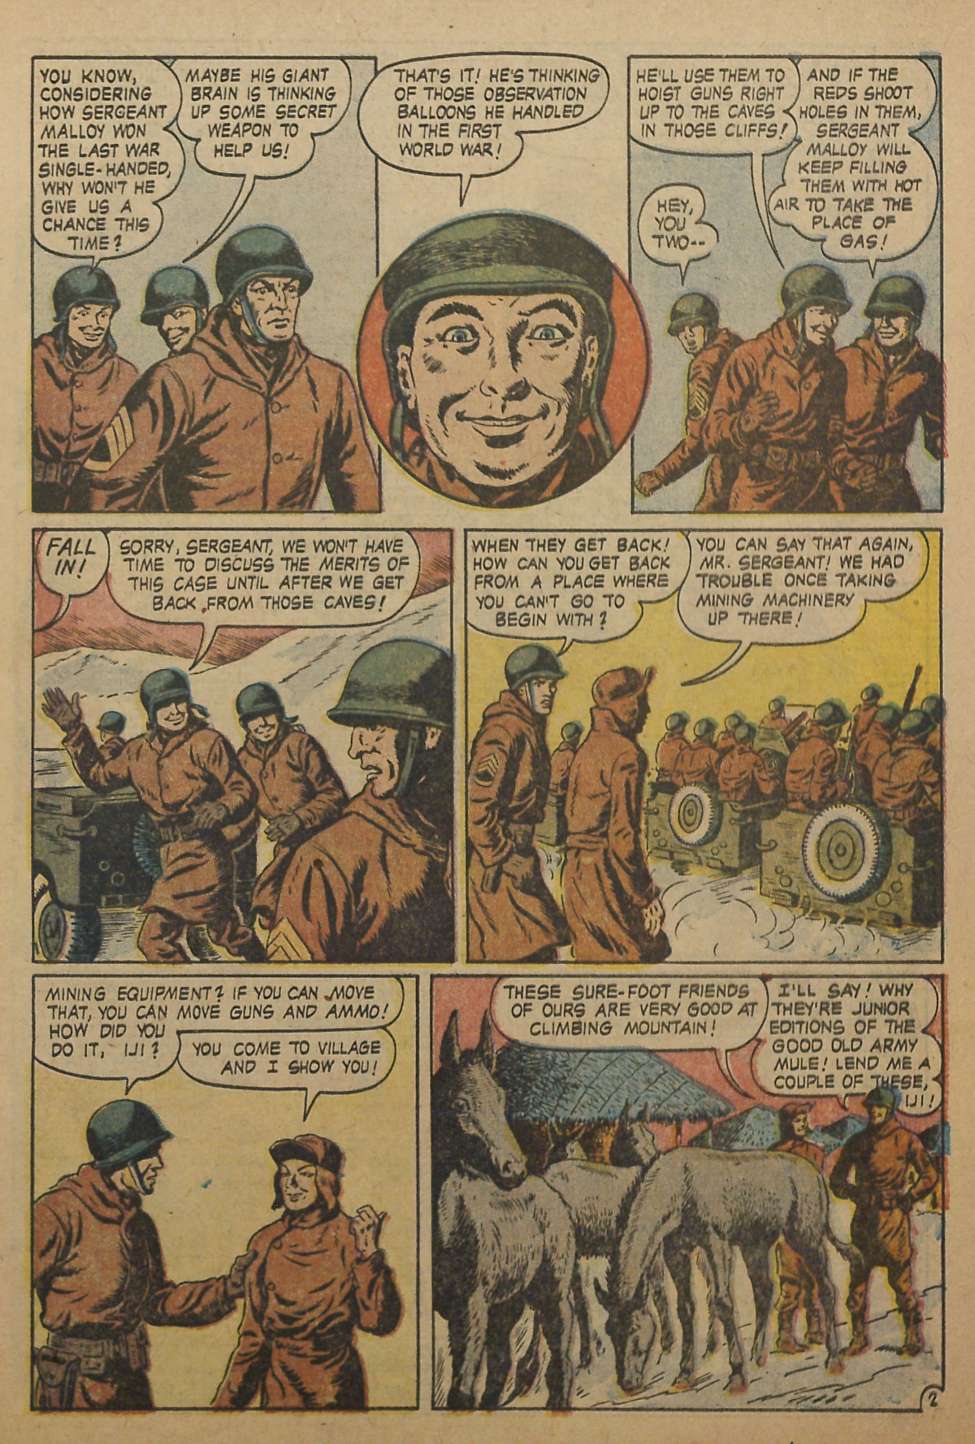 YOU KNOW,
CONSIDERING
HOW SERGEANT
MALLOY WON
THE LAST WAR
SINGLE-HANDED,
WHY WON'T HE
GIVE US A
CHANCE THIS
TIME?
MAYBE HIS GIANT
BRAIN IS THINKING
UP SOME SECRET
WEAPON TO
HELP US!
THAT'S IT! HE'S THINKING
OF THOSE OBSERVATION
BALLOONS HE HANDLED
IN THE FIRST
WORLD WAR!
HEY,
YOU
TWO--
HE'LL USE THEM TO
HOIST GUNS RIGHT
UP TO THE CAVES
IN THOSE CLIFFS!
AND IF THE
REDS SHOOT
HOLES IN THEM,
SERGEANT
MALLOY WILL
KEEP FILLING
THEM WITH HOT
AIR TO TAKE THE
PLACE OF
GAS!
FALL
IN!
SORRY, SERGEANT, WE WON'T HAVE
TIME TO DISCUSS THE MERITS OF
THIS CASE UNTIL AFTER WE GET
BACK FROM THOSE CAVES!
WHEN THEY GET BACK!
HOW CAN YOU GET BACK
FROM A PLACE WHERE
YOU CAN'T GO TO
BEGIN WITH?
YOU CAN SAY THAT AGAIN,
MR. SERGEANT! WE HAD
TROUBLE ONCE TAKING
MINING MACHINERY
UP THERE!
MINING EQUIPMENT? IF YOU CAN MOVE
THAT, YOU CAN MOVE GUNS AND AMMO!
HOW DID YOU
DO IT, IJI?
YOU COME TO VILLAGE
AND I SHOW YOU!
THESE SURE-FOOT FRIENDS
OF OURS ARE VERY GOOD AT
CLIMBING MOUNTAIN!
I'LL SAY! WHY
THEY'RE JUNIOR
EDITIONS OF THE
GOOD OLD ARMY
MULE! LEND ME A
COUPLE OF THESE,
IJI!
2